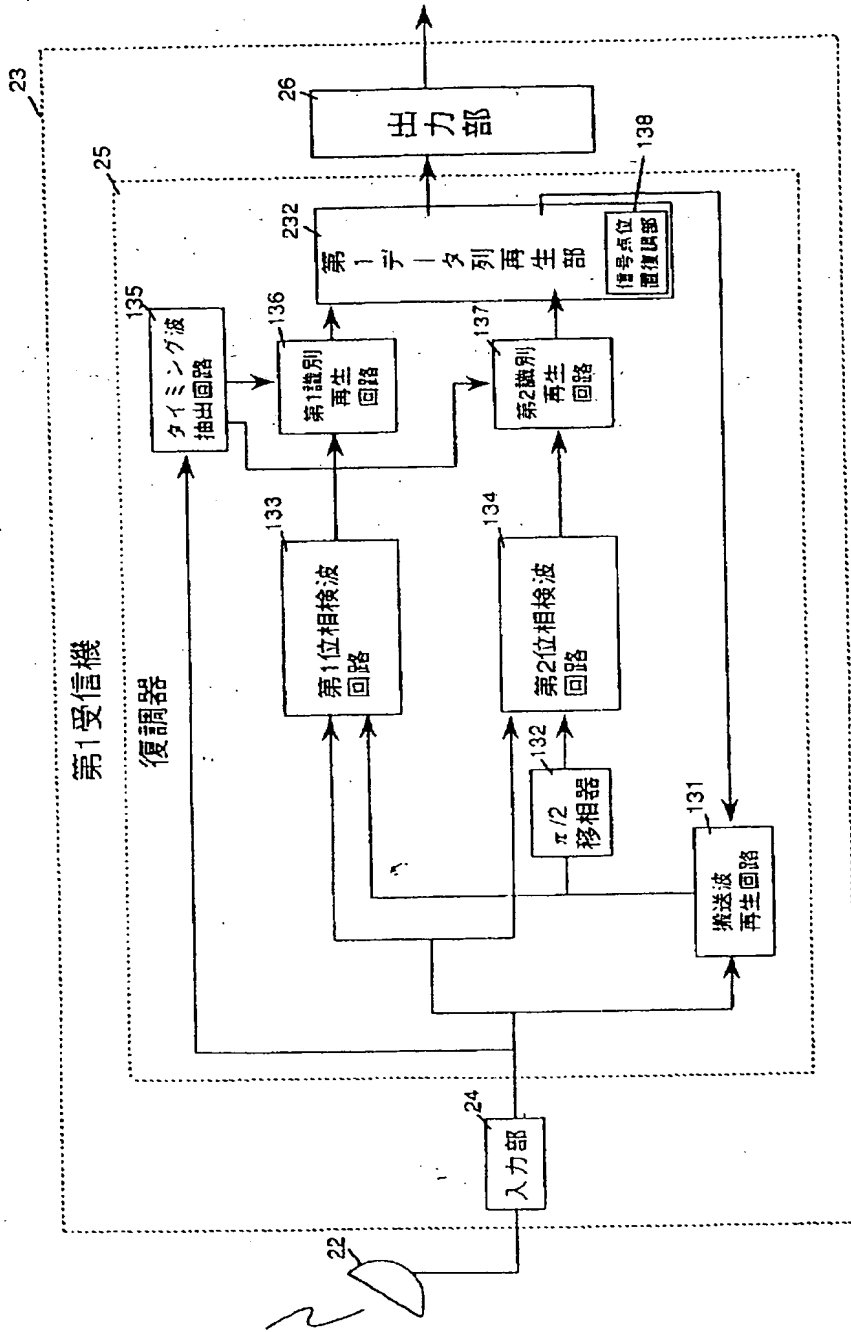 第1受信機
23
復調器
25
22
24
入力部
135
タイミング波
抽出回路
133
第1位相検波
回路
136
第1識別
再生
回路
134
第2位相検波
回路
137
第2識別
再生
回路
132
π/2
移相器
131
搬送波
再生回路
232
第1データ列再生部
138
信号点位
置復調部
26
出力部